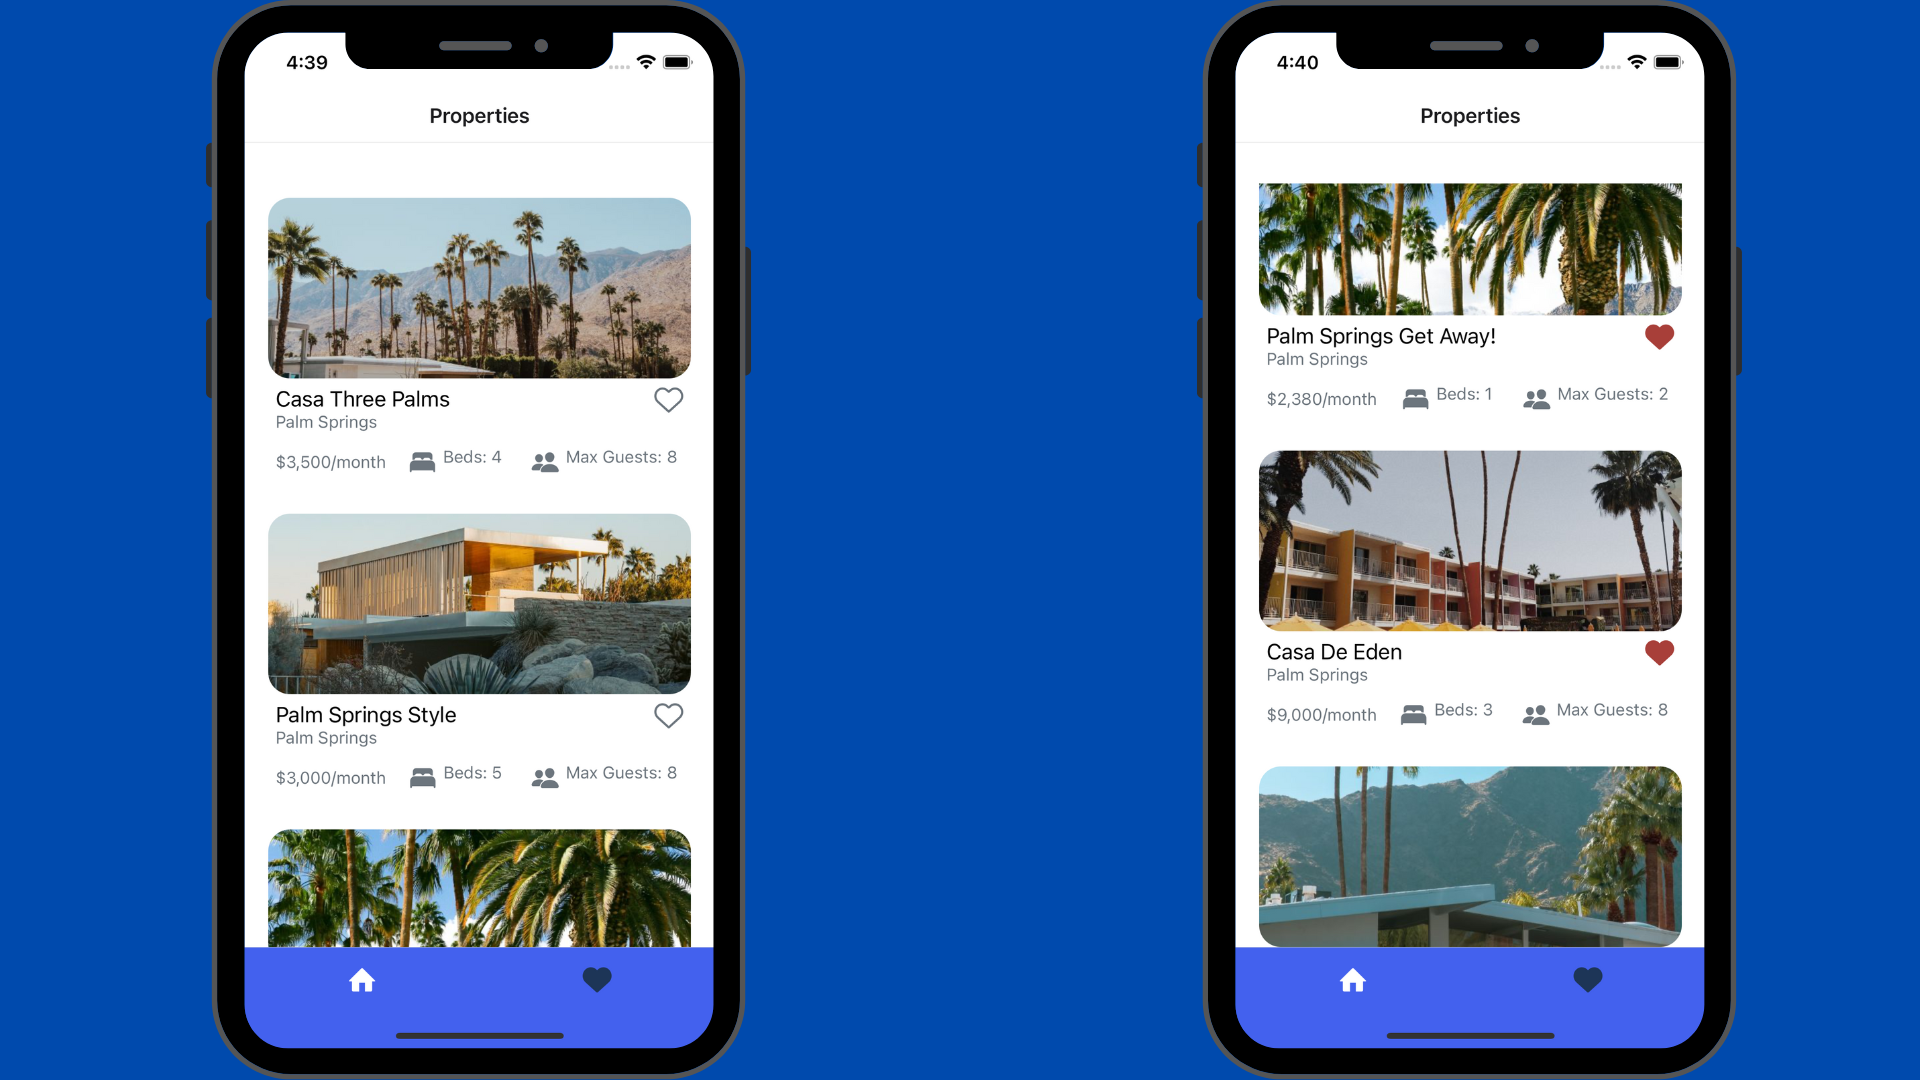 4:39
Properties
Casa Three Palms
Palm Springs
$3,500/month Beds: 4 Max Guests: 8
Palm Springs Style
Palm Springs
$3,000/month Beds: 5 Max Guests: 8
4:40
Properties
Palm Springs Get Away!
Palm Springs
$2,380/month Beds: 1 Max Guests: 2
Casa De Eden
Palm Springs
$9,000/month Beds: 3 Max Guests: 8